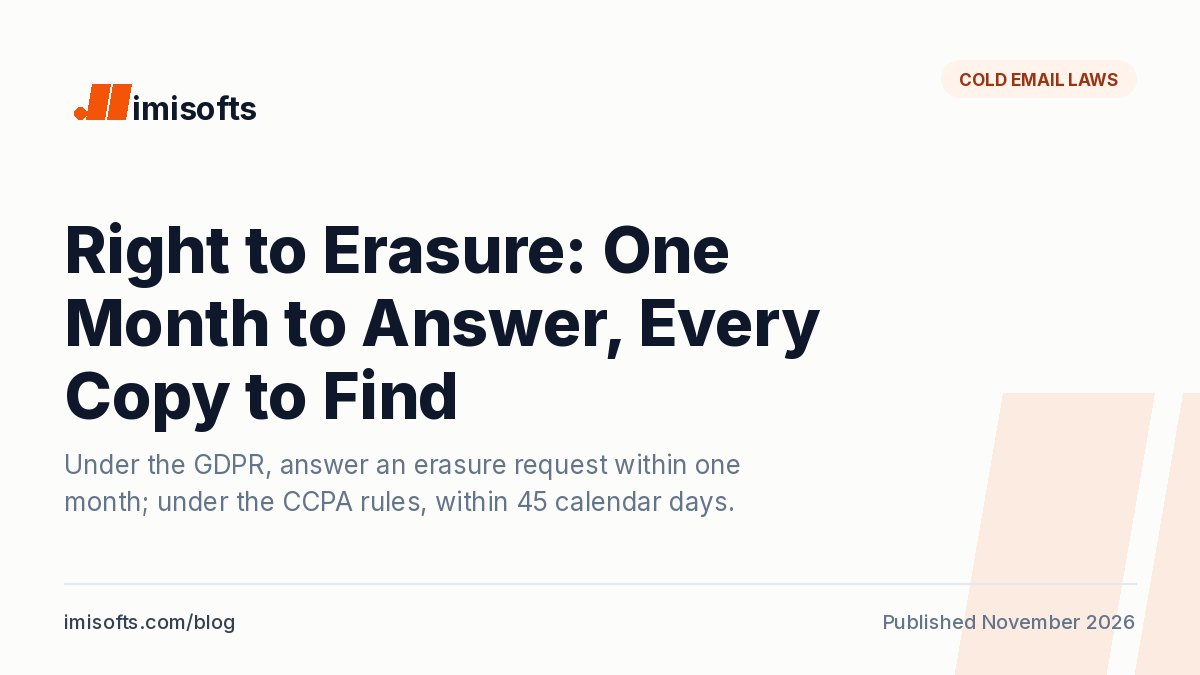 imisofts
COLD EMAIL LAWS
Right to Erasure: One
Month to Answer, Every
Copy to Find
Under the GDPR, answer an erasure request within one
month; under the CCPA rules, within 45 calendar days.
imisofts.com/blog
Published November 2026